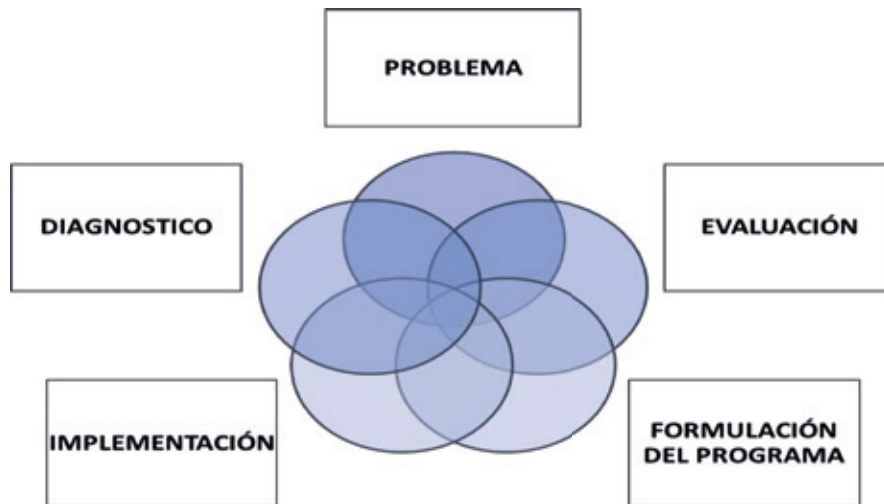 PROBLEMA
DIAGNOSTICO
EVALUACIÓN
IMPLEMENTACIÓN
FORMULACIÓN
DEL PROGRAMA